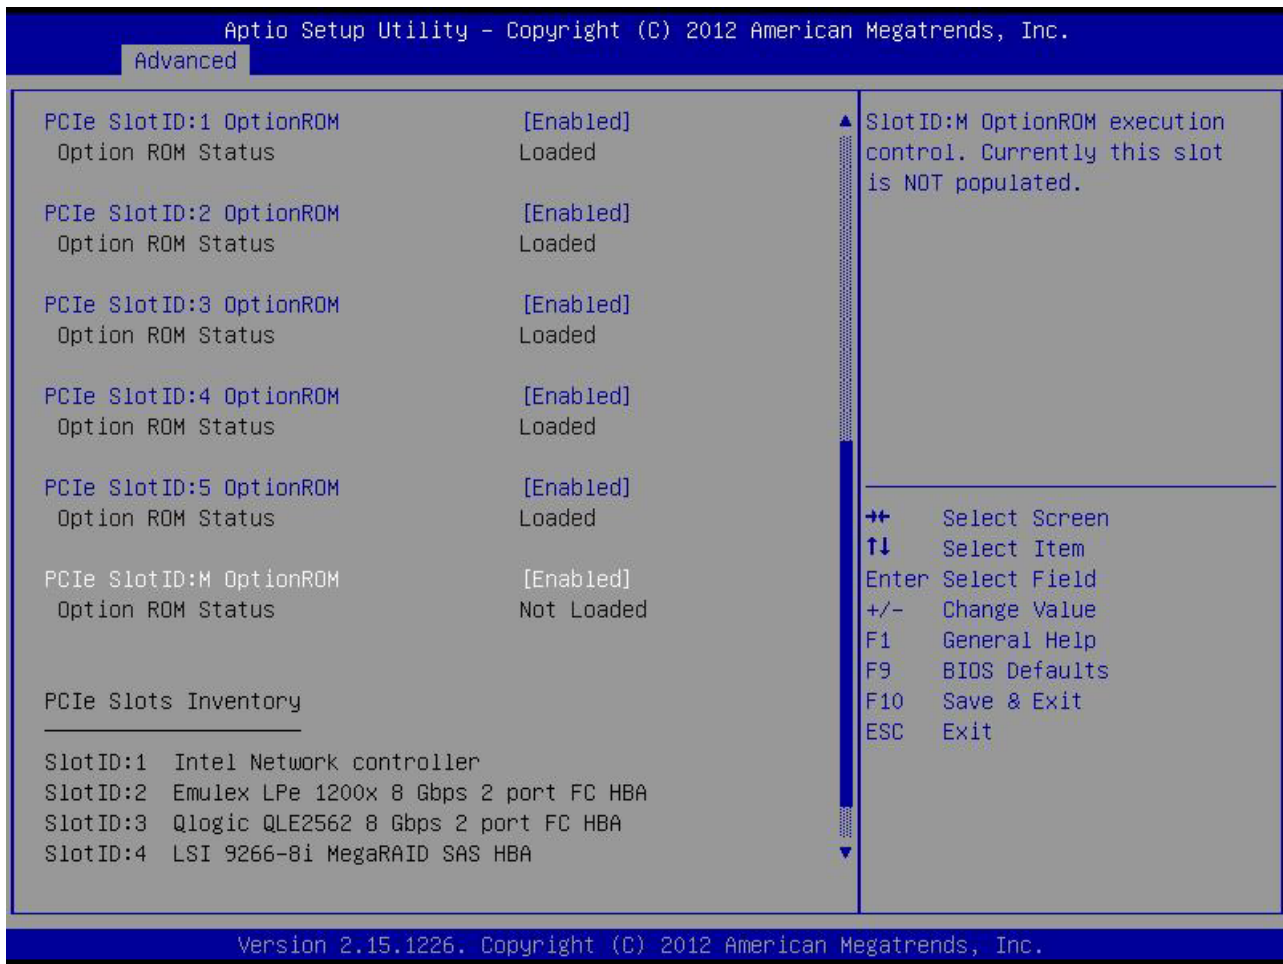 Aptio Setup Utility – Copyright (C) 2012 American Megatrends, Inc.
Advanced
PCIe SlotID:1 OptionROM [Enabled]
Option ROM Status Loaded
PCIe SlotID:2 OptionROM [Enabled]
Option ROM Status Loaded
PCIe SlotID:3 OptionROM [Enabled]
Option ROM Status Loaded
PCIe SlotID:4 OptionROM [Enabled]
Option ROM Status Loaded
PCIe SlotID:5 OptionROM [Enabled]
Option ROM Status Loaded
PCIe SlotID:M OptionROM [Enabled]
Option ROM Status Not Loaded
PCIe Slots Inventory
SlotID:1 Intel Network controller
SlotID:2 Emulex LPe 1200x 8 Gbps 2 port FC HBA
SlotID:3 Qlogic QLE2562 8 Gbps 2 port FC HBA
SlotID:4 LSI 9266-8i MegaRAID SAS HBA
SlotID:M OptionROM execution
control. Currently this slot
is NOT populated.
→← Select Screen
↑↓ Select Item
Enter Select Field
+/- Change Value
F1 General Help
F9 BIOS Defaults
F10 Save & Exit
ESC Exit
Version 2.15.1226. Copyright (C) 2012 American Megatrends, Inc.